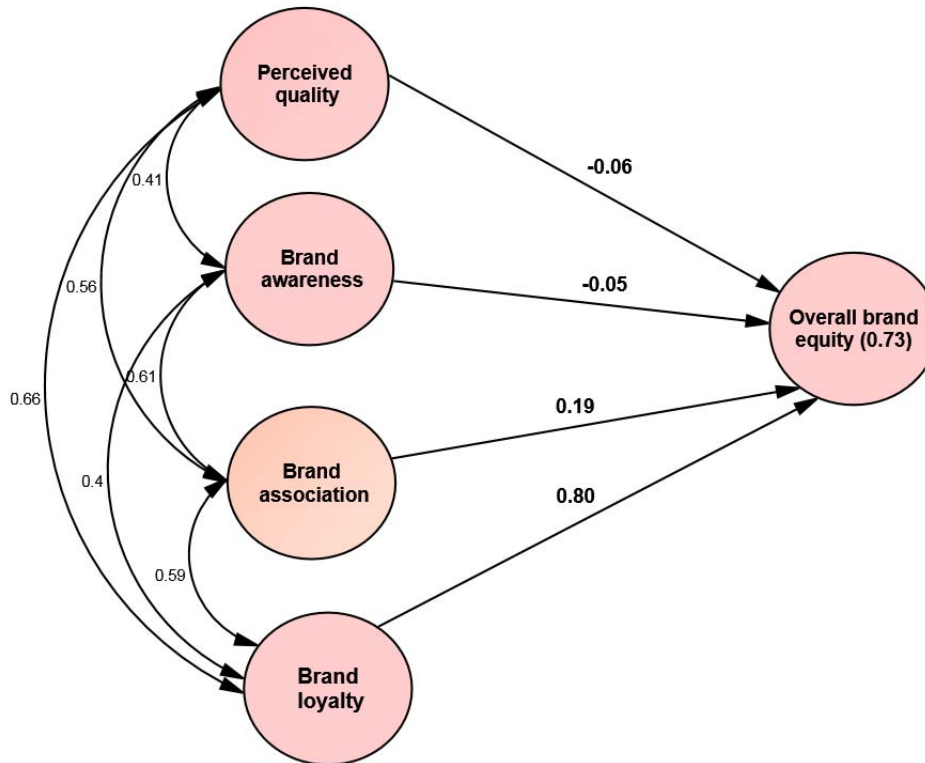 Perceived
quality
-0.06
0.41
Brand
awareness
-0.05
0.56
Overall brand
equity (0.73)
0.61
0.66
0.19
Brand
association
0.4
0.80
0.59
Brand
loyalty